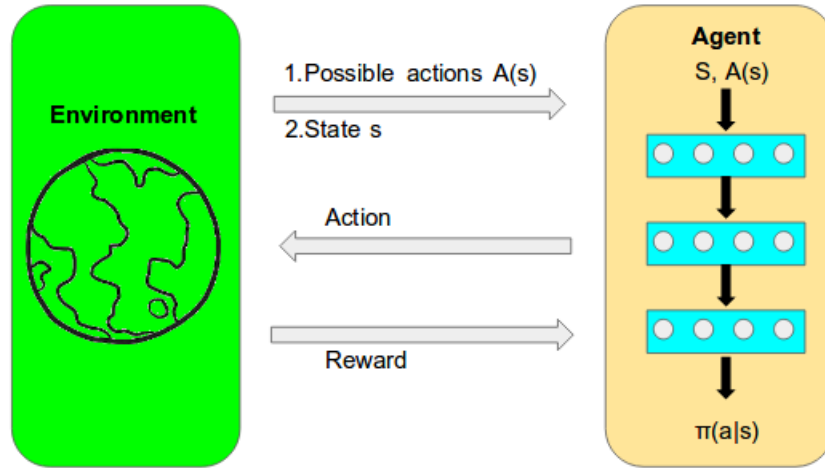 Environment
1.Possible actions A(s)
2.State s
Action
Reward
Agent
S, A(s)
π(a|s)